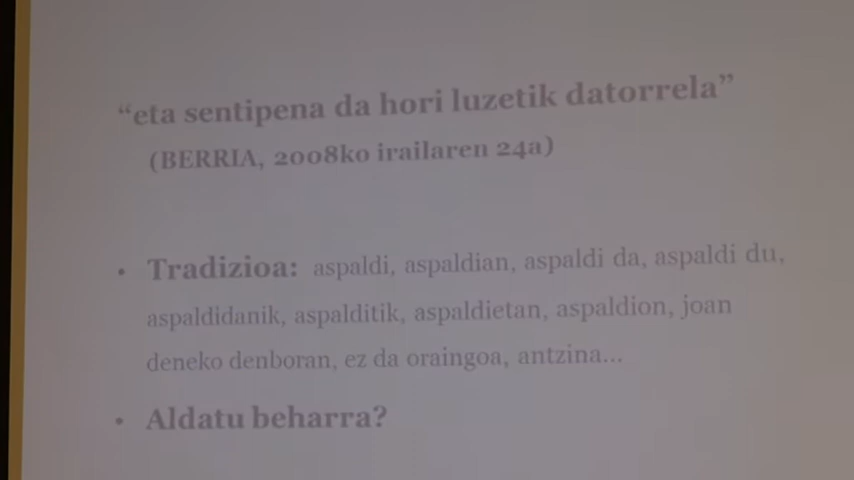 “eta sentipena da hori luzetik datorrela”
(BERRIA, 2008ko irailaren 24a)
• Tradizioa: aspaldi, aspaldian, aspaldi da, aspaldi du,
aspaldidanik, aspalditik, aspaldietan, aspaldion, joan
deneko denboran, ez da oraingoa, antzina...
• Aldatu beharra?